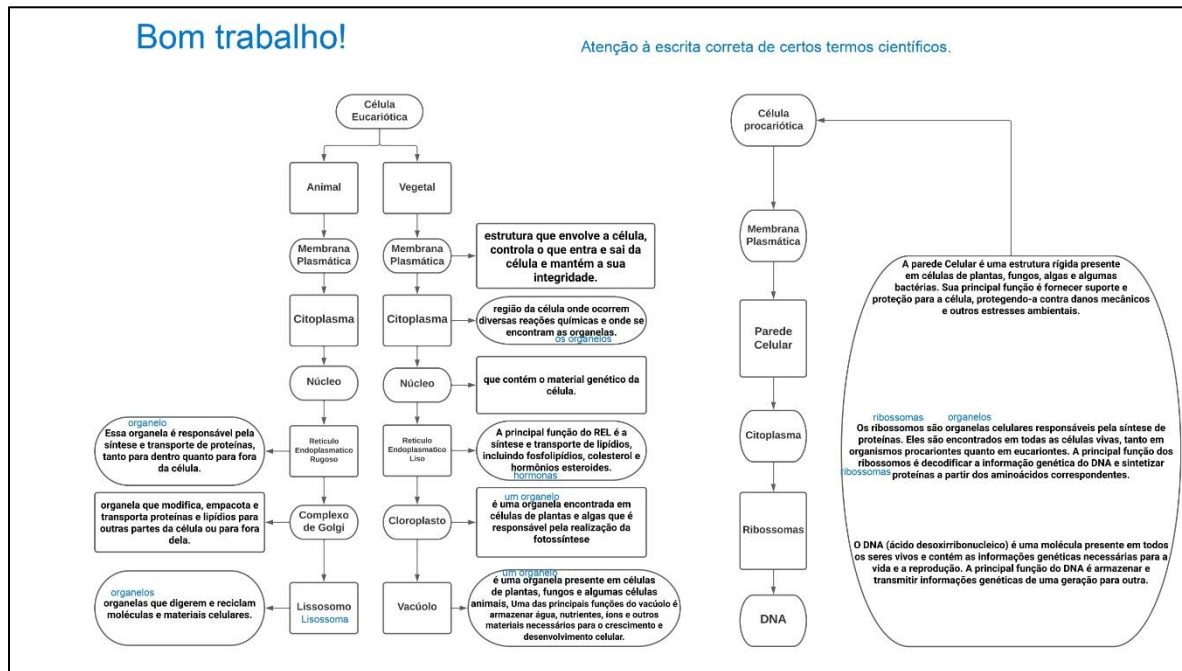 Bom trabalho!
Atenção à escrita correta de certos termos científicos.
Célula
Eucariótica
Animal
Vegetal
Membrana
Plasmática
Membrana
Plasmática
estrutura que envolve a célula,
controla o que entra e sai da
célula e mantém a sua
integridade.
Citoplasma
Citoplasma
região da célula onde ocorrem
diversas reações químicas e onde se
encontram as organelas.
os organelos
Núcleo
Núcleo
que contém o material genético da
célula.
organelo
Essa organela é responsável pela
síntese e transporte de proteínas,
tanto para dentro quanto para fora
da célula.
Retículo
Endoplasmatico
Rugoso
Retículo
Endoplasmatico
Liso
A principal função do REL é a
síntese e transporte de lipídios,
incluindo fosfolipídios, colesterol e
hormônios esteroides.
hormonas
organela que modifica, empacota e
transporta proteínas e lipídios para
outras partes da célula ou para fora
dela.
Complexo
de Golgi
Cloroplasto
um organelo
é uma organela encontrada em
células de plantas e algas que é
responsável pela realização da
fotossíntese
organelos
organelas que digerem e reciclam
moléculas e materiais celulares.
Lissosomo
Lisossoma
Vacúolo
um organelo
é uma organela presente em células
de plantas, fungos e algumas células
animais, Uma das principais funções do vacúolo é
armazenar água, nutrientes, íons e outros
materiais necessários para o crescimento e
desenvolvimento celular.
Célula
procariótica
Membrana
Plasmática
Parede
Celular
Citoplasma
Ribossomas
DNA
A parede Celular é uma estrutura rígida presente
em células de plantas, fungos, algas e algumas
bactérias. Sua principal função é fornecer suporte e
proteção para a célula, protegendo-a contra danos mecânicos
e outros estresses ambientais.
ribossomas organelos
Os ribossomos são organelas celulares responsáveis pela síntese de
proteínas. Eles são encontrados em todas as células vivas, tanto em
organismos procariontes quanto em eucariontes. A principal função dos
ribossomos é decodificar a informação genética do DNA e sintetizar
ribossomas
proteínas a partir dos aminoácidos correspondentes.
O DNA (ácido desoxirribonucleico) é uma molécula presente em todos
os seres vivos e contém as informações genéticas necessárias para a
vida e a reprodução. A principal função do DNA é armazenar e
transmitir informações genéticas de uma geração para outra.